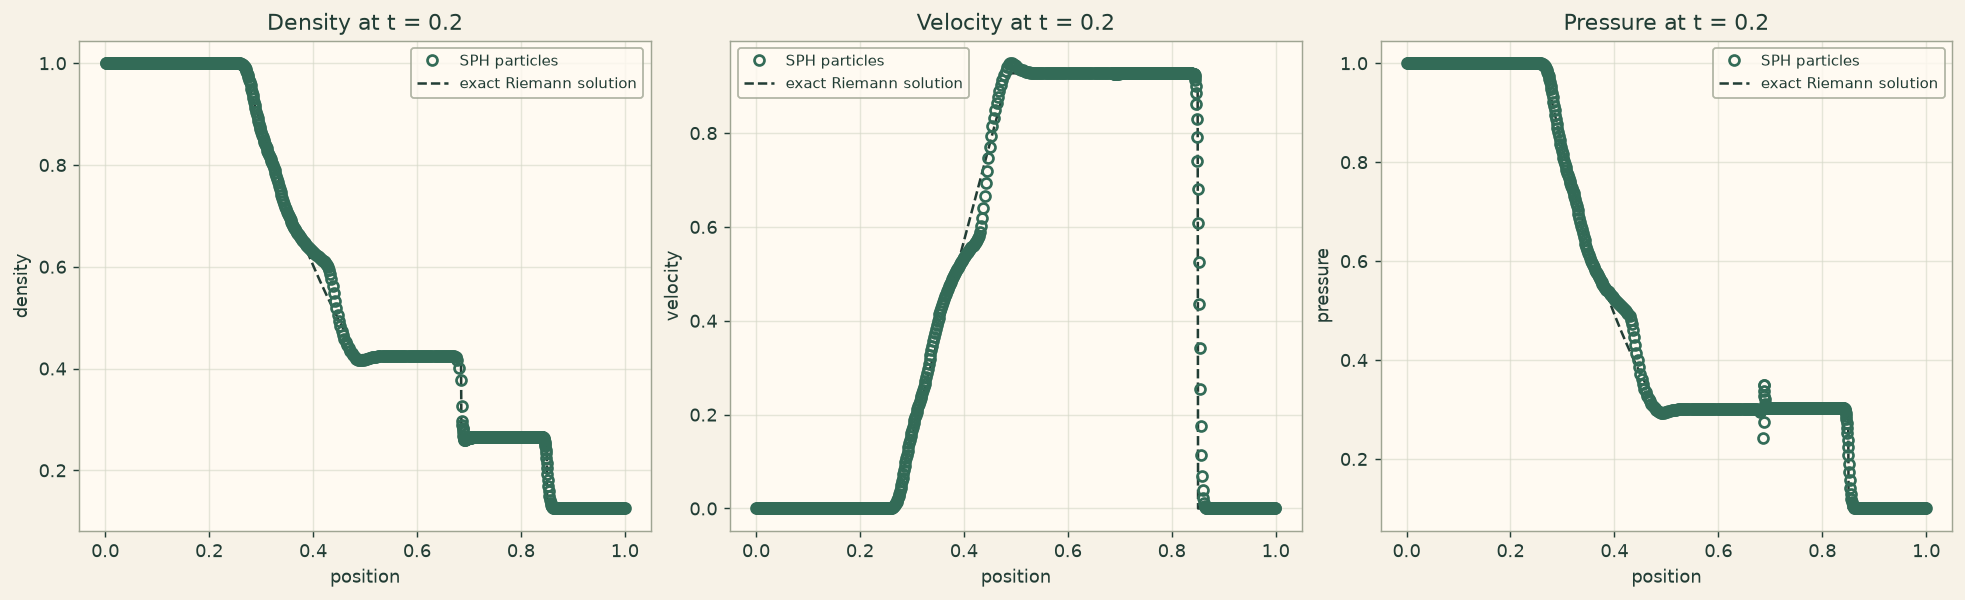 Density at t = 0.2
density
1.0
0.8
0.6
0.4
0.2
SPH particles
exact Riemann solution
0.0 0.2 0.4 0.6 0.8 1.0
position
Velocity at t = 0.2
velocity
0.8
0.6
0.4
0.2
0.0
SPH particles
exact Riemann solution
0.0 0.2 0.4 0.6 0.8 1.0
position
Pressure at t = 0.2
pressure
1.0
0.8
0.6
0.4
0.2
SPH particles
exact Riemann solution
0.0 0.2 0.4 0.6 0.8 1.0
position